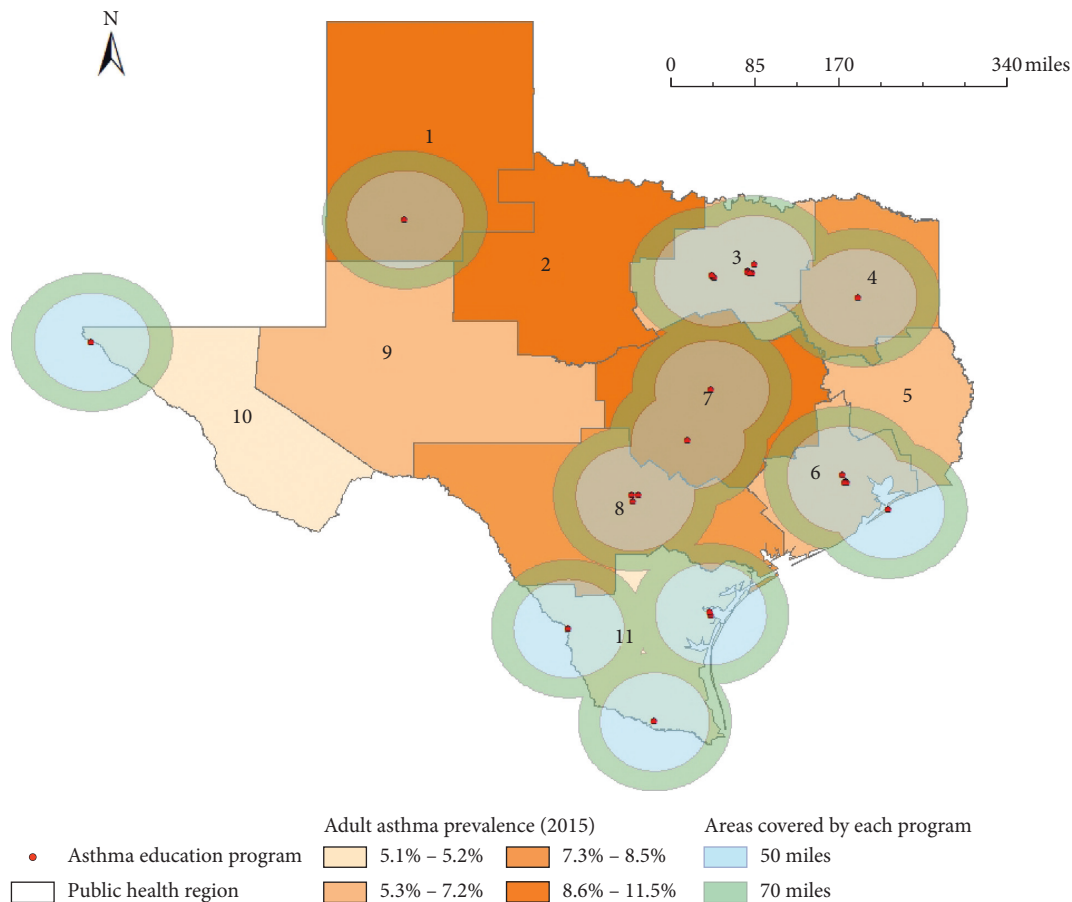 N
0 85 170 340 miles
1
2
3
4
9
7
5
10
6
8
11
Adult asthma prevalence (2015)
Areas covered by each program
Asthma education program
5.1% – 5.2%
7.3% – 8.5%
50 miles
Public health region
5.3% – 7.2%
8.6% – 11.5%
70 miles